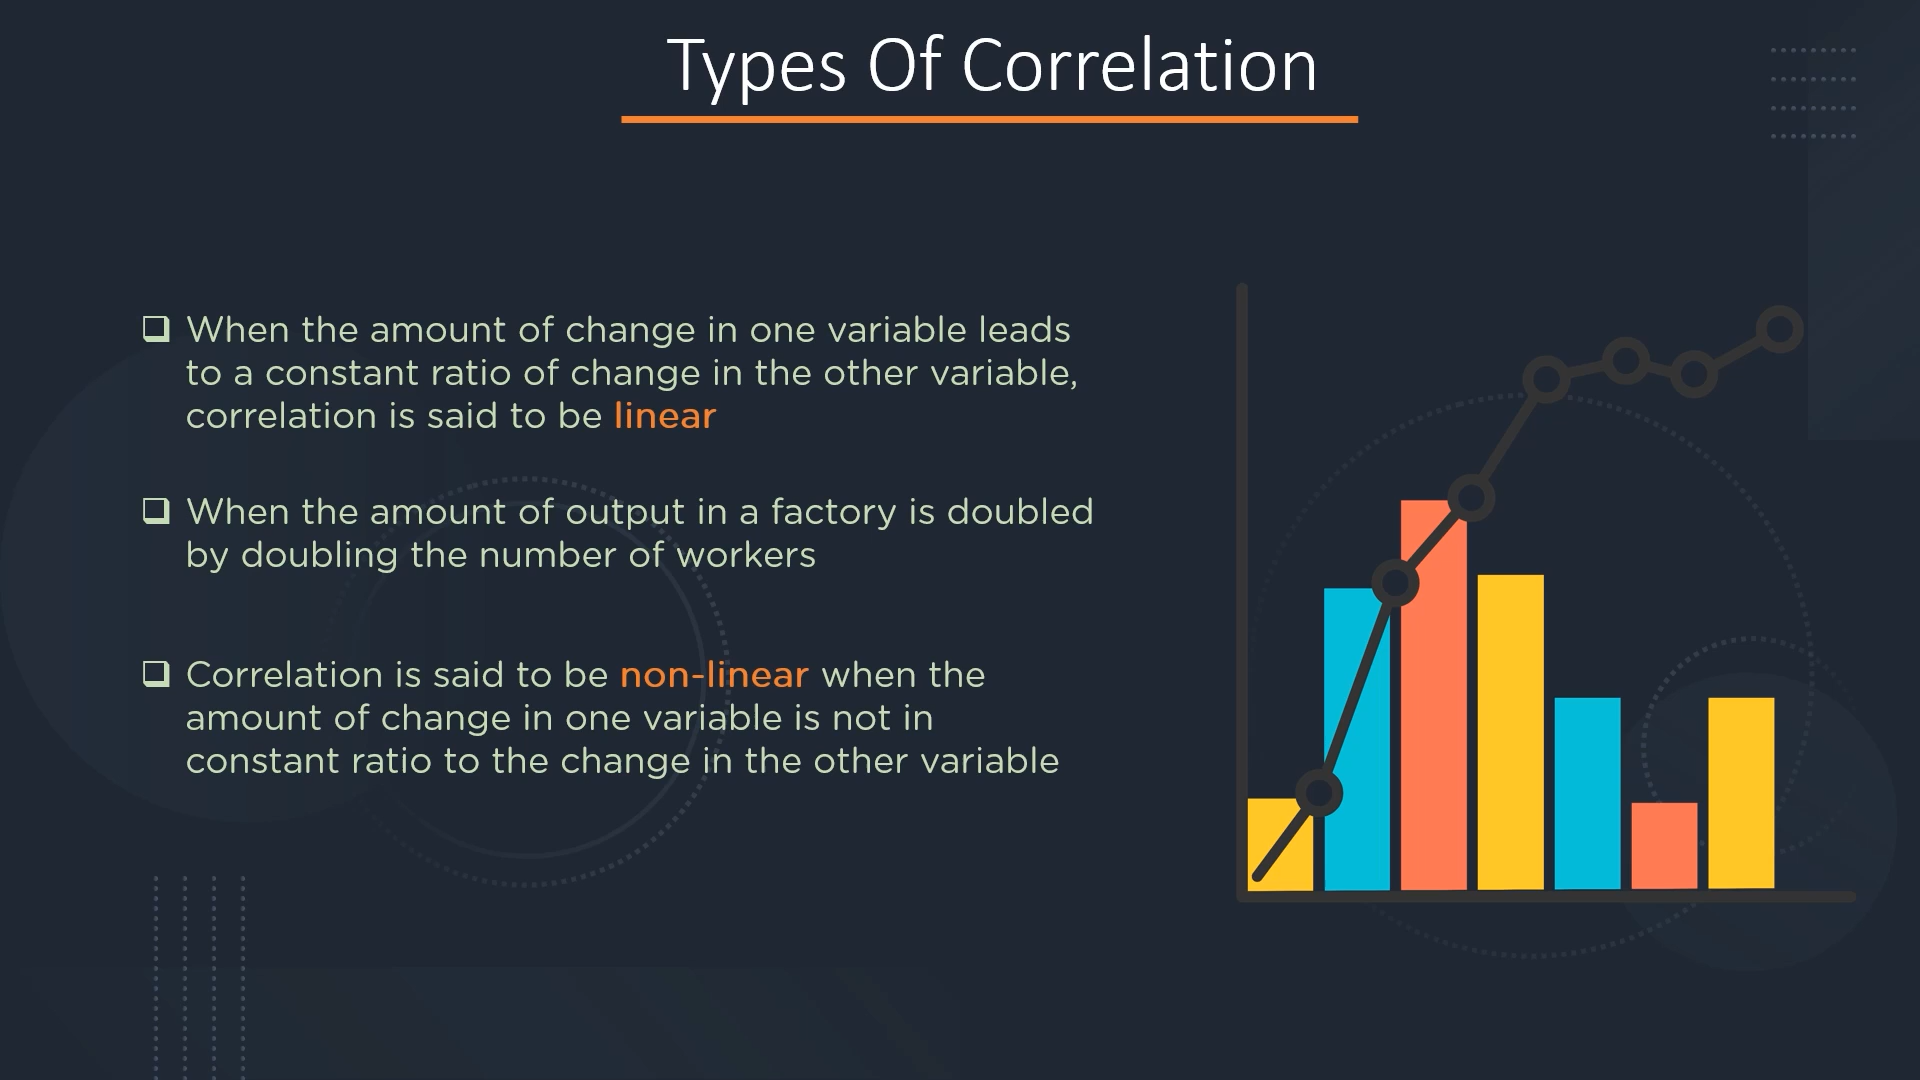 Types Of Correlation
When the amount of change in one variable leads
to a constant ratio of change in the other variable,
correlation is said to be linear
When the amount of output in a factory is doubled
by doubling the number of workers
Correlation is said to be non-linear when the
amount of change in one variable is not in
constant ratio to the change in the other variable